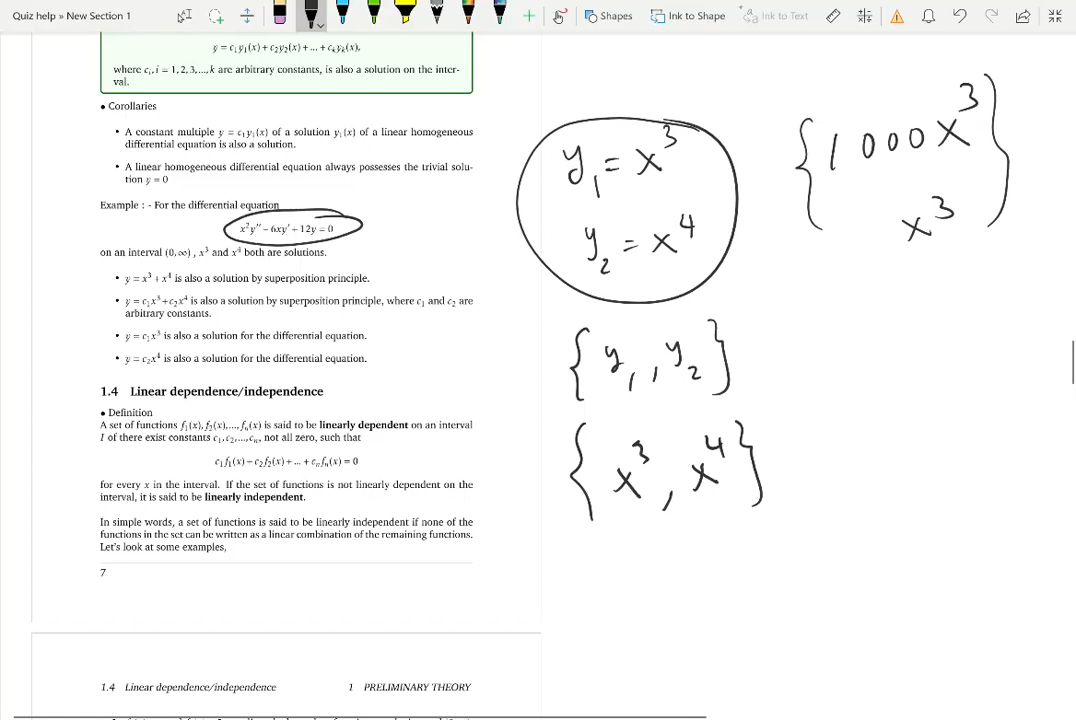 Quiz help » New Section 1
Shapes
Ink to Shape
Ink to Text
y = c₁y₁(x)+c₂y₂(x)+...+cₖyₖ(x),
where cᵢ, i = 1,2,3,...,k are arbitrary constants, is also a solution on the inter-
val.
• Corollaries
• A constant multiple y = c₁y₁(x) of a solution y₁(x) of a linear homogeneous
differential equation is also a solution.
• A linear homogeneous differential equation always possesses the trivial solu-
tion y = 0
Example : - For the differential equation
x²y″ − 6xy′ + 12y = 0
on an interval (0,∞) , x³ and x⁴ both are solutions.
• y = x³ + x⁴ is also a solution by superposition principle.
• y = c₁x³+c₂x⁴ is also a solution by superposition principle, where c₁ and c₂ are
arbitrary constants.
• y = c₁x³ is also a solution for the differential equation.
• y = c₂x⁴ is also a solution for the differential equation.
1.4 Linear dependence/independence
• Definition
A set of functions f₁(x), f₂(x),..., fₙ(x) is said to be linearly dependent on an interval
I of there exist constants c₁,c₂,...,cₙ, not all zero, such that
c₁f₁(x)+c₂f₂(x)+...+cₙfₙ(x) = 0
for every x in the interval. If the set of functions is not linearly dependent on the
interval, it is said to be linearly independent.
In simple words, a set of functions is said to be linearly independent if none of the
functions in the set can be written as a linear combination of the remaining functions.
Let's look at some examples,
7
1.4 Linear dependence/independence 1 PRELIMINARY THEORY
y₁ = x³
y₂ = x⁴
{y₁, y₂}
{x³, x⁴}
{1000x³
x³}